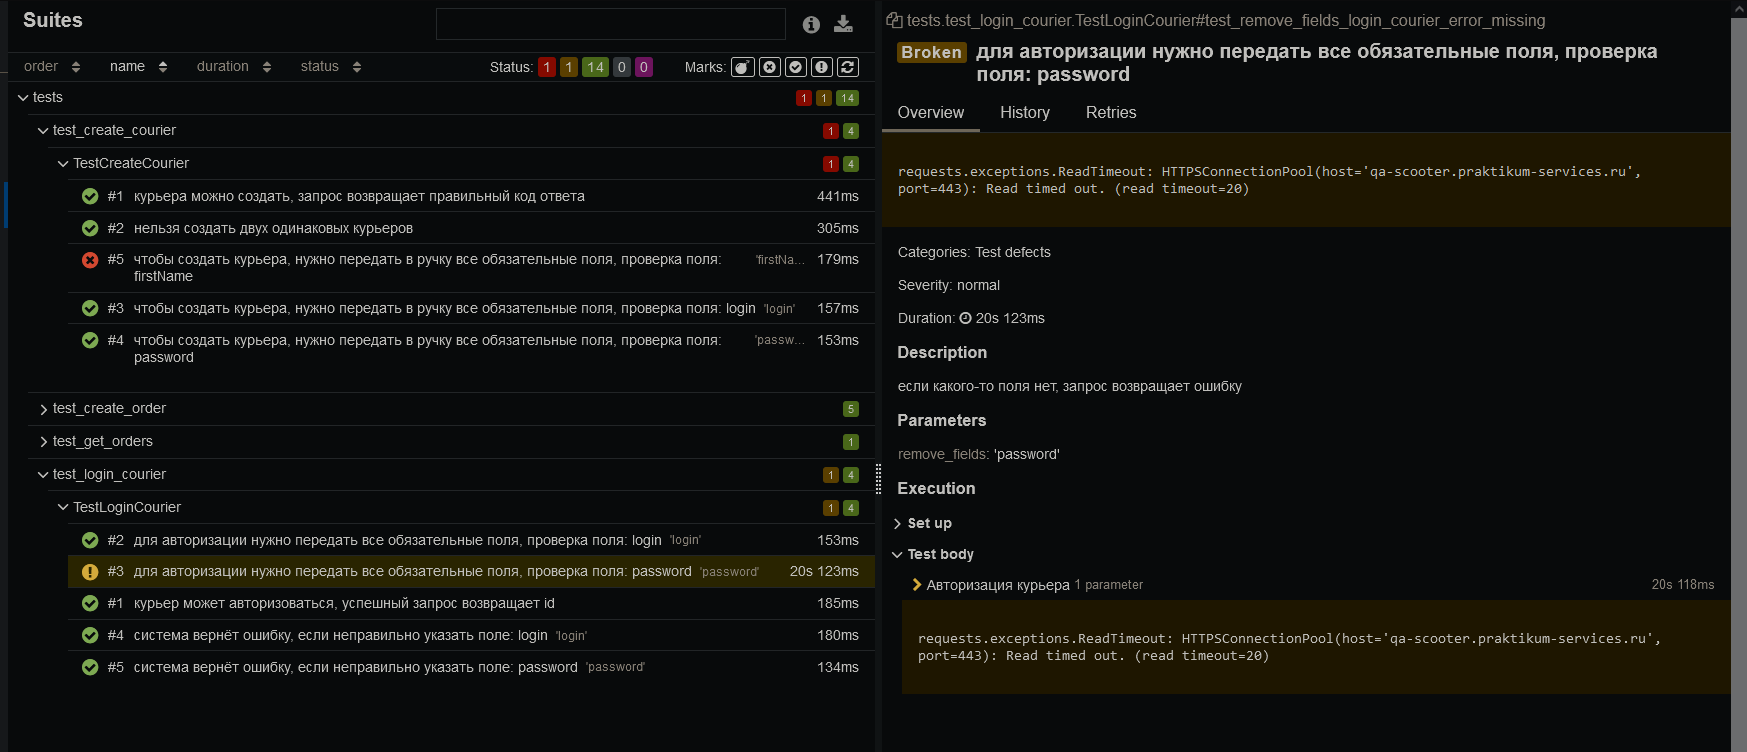 Suites
order name duration status Status: 1 1 14 0 0 Marks:
tests 1 1 14
test_create_courier 1 4
TestCreateCourier 1 4
#1 курьера можно создать, запрос возвращает правильный код ответа 441ms
#2 нельзя создать двух одинаковых курьеров 305ms
#5 чтобы создать курьера, нужно передать в ручку все обязательные поля, проверка поля: 'firstNa... 179ms
firstName
#3 чтобы создать курьера, нужно передать в ручку все обязательные поля, проверка поля: login 'login' 157ms
#4 чтобы создать курьера, нужно передать в ручку все обязательные поля, проверка поля: 'passw... 153ms
password
test_create_order 5
test_get_orders 1
test_login_courier 1 4
TestLoginCourier 1 4
#2 для авторизации нужно передать все обязательные поля, проверка поля: login 'login' 153ms
#3 для авторизации нужно передать все обязательные поля, проверка поля: password 'password' 20s 123ms
#1 курьер может авторизоваться, успешный запрос возвращает id 185ms
#4 система вернёт ошибку, если неправильно указать поле: login 'login' 180ms
#5 система вернёт ошибку, если неправильно указать поле: password 'password' 134ms
tests.test_login_courier.TestLoginCourier#test_remove_fields_login_courier_error_missing
Broken для авторизации нужно передать все обязательные поля, проверка
поля: password
Overview History Retries
requests.exceptions.ReadTimeout: HTTPSConnectionPool(host='qa-scooter.praktikum-services.ru',
port=443): Read timed out. (read timeout=20)
Categories: Test defects
Severity: normal
Duration: 20s 123ms
Description
если какого-то поля нет, запрос возвращает ошибку
Parameters
remove_fields: 'password'
Execution
Set up
Test body
Авторизация курьера 1 parameter 20s 118ms
requests.exceptions.ReadTimeout: HTTPSConnectionPool(host='qa-scooter.praktikum-services.ru',
port=443): Read timed out. (read timeout=20)